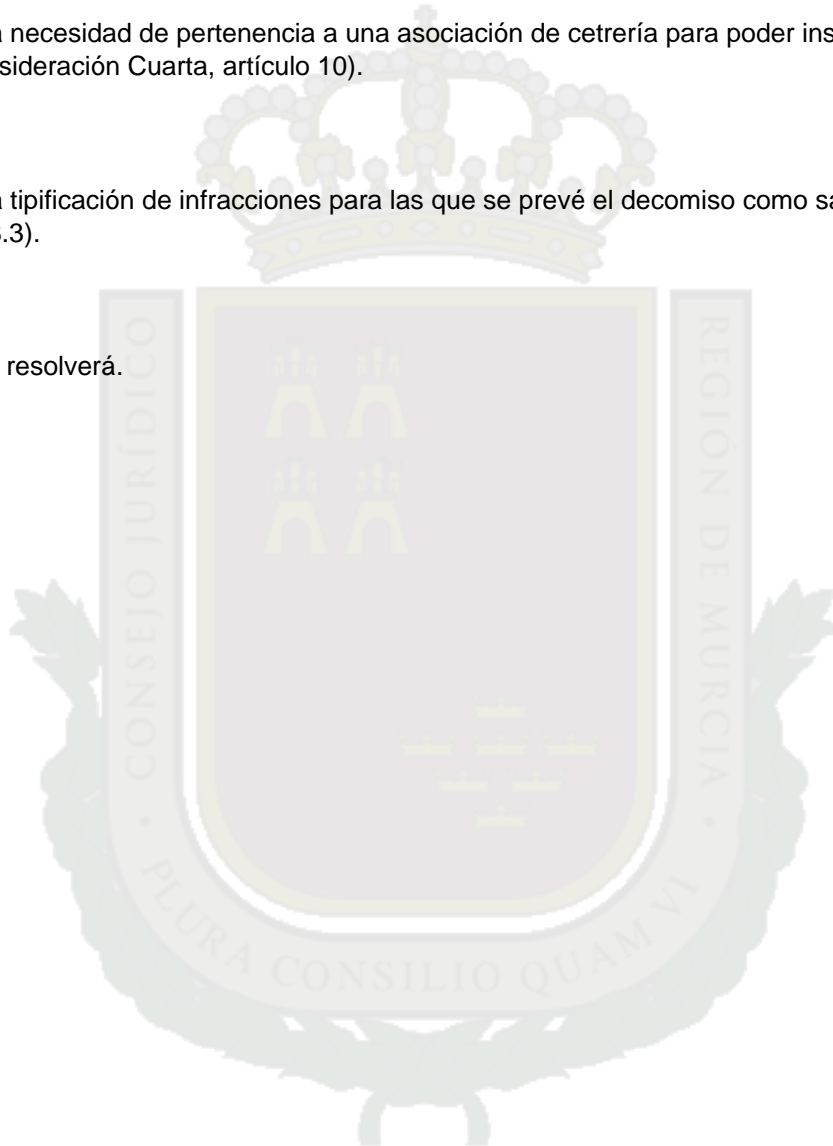 a necesidad de pertenencia a una asociación de cetrería para poder ins
sideración Cuarta, artículo 10).
a tipificación de infracciones para las que se prevé el decomiso como sa
.3).
resolverá.
CONSEJO JURÍDICO
REGIÓN DE MURCIA
PLURA CONSILIO QUAM VI